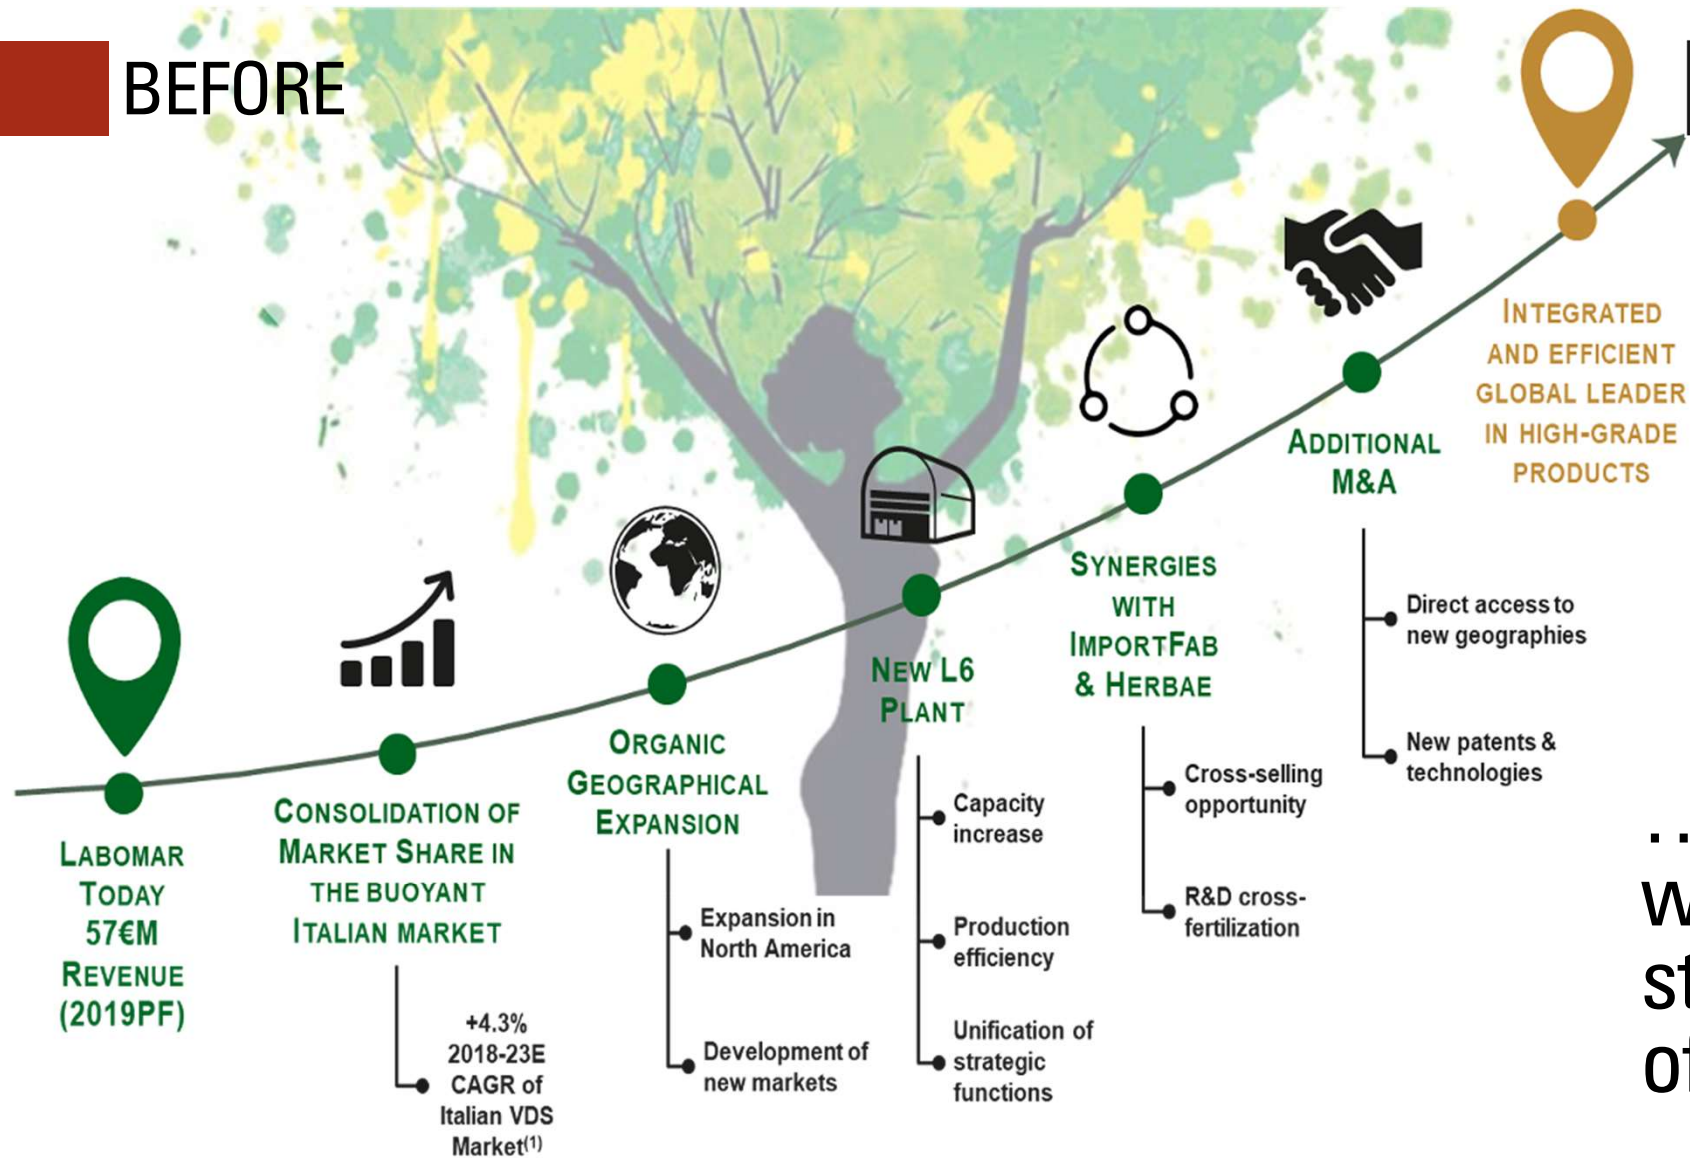 BEFORE
LABOMAR
TODAY
57€M
REVENUE
(2019PF)
CONSOLIDATION OF
MARKET SHARE IN
THE BUOYANT
ITALIAN MARKET
+4.3%
2018-23E
CAGR of
Italian VDS
Market(1)
ORGANIC
GEOGRAPHICAL
EXPANSION
Expansion in
North America
Development of
new markets
NEW L6
PLANT
Capacity
increase
Production
efficiency
Unification of
strategic
functions
SYNERGIES
WITH
IMPORTFAB
& HERBAE
Cross-selling
opportunity
R&D cross-
fertilization
ADDITIONAL
M&A
Direct access to
new geographies
New patents &
technologies
INTEGRATED
AND EFFICIENT
GLOBAL LEADER
IN HIGH-GRADE
PRODUCTS